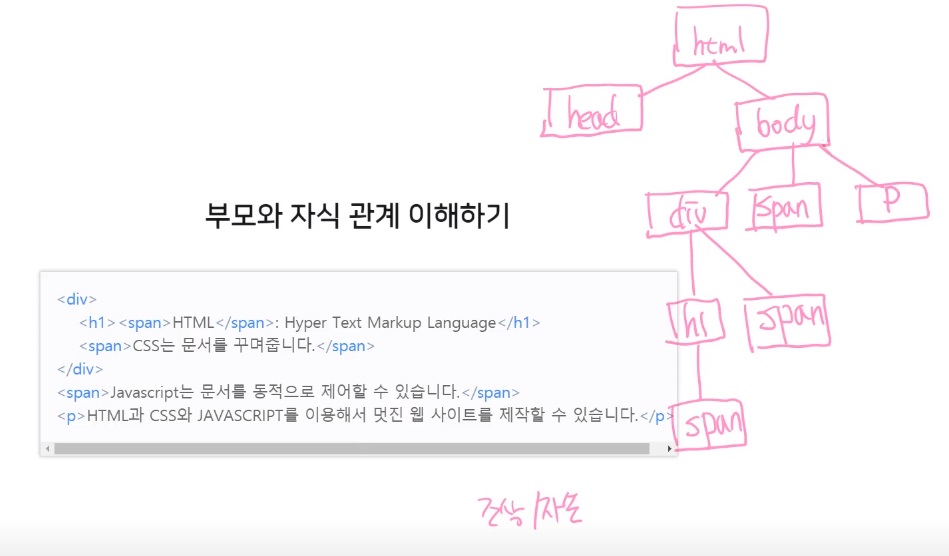 html
head
body
div
span
p
부모와 자식 관계 이해하기
<div>
<h1><span>HTML</span>: Hyper Text Markup Language</h1>
<span>CSS는 문서를 꾸며줍니다.</span>
</div>
<span>Javascript는 문서를 동적으로 제어할 수 있습니다.</span>
<p>HTML과 CSS와 JAVASCRIPT를 이용해서 멋진 웹 사이트를 제작할 수 있습니다.</p>
h1
span
span
조상/자손